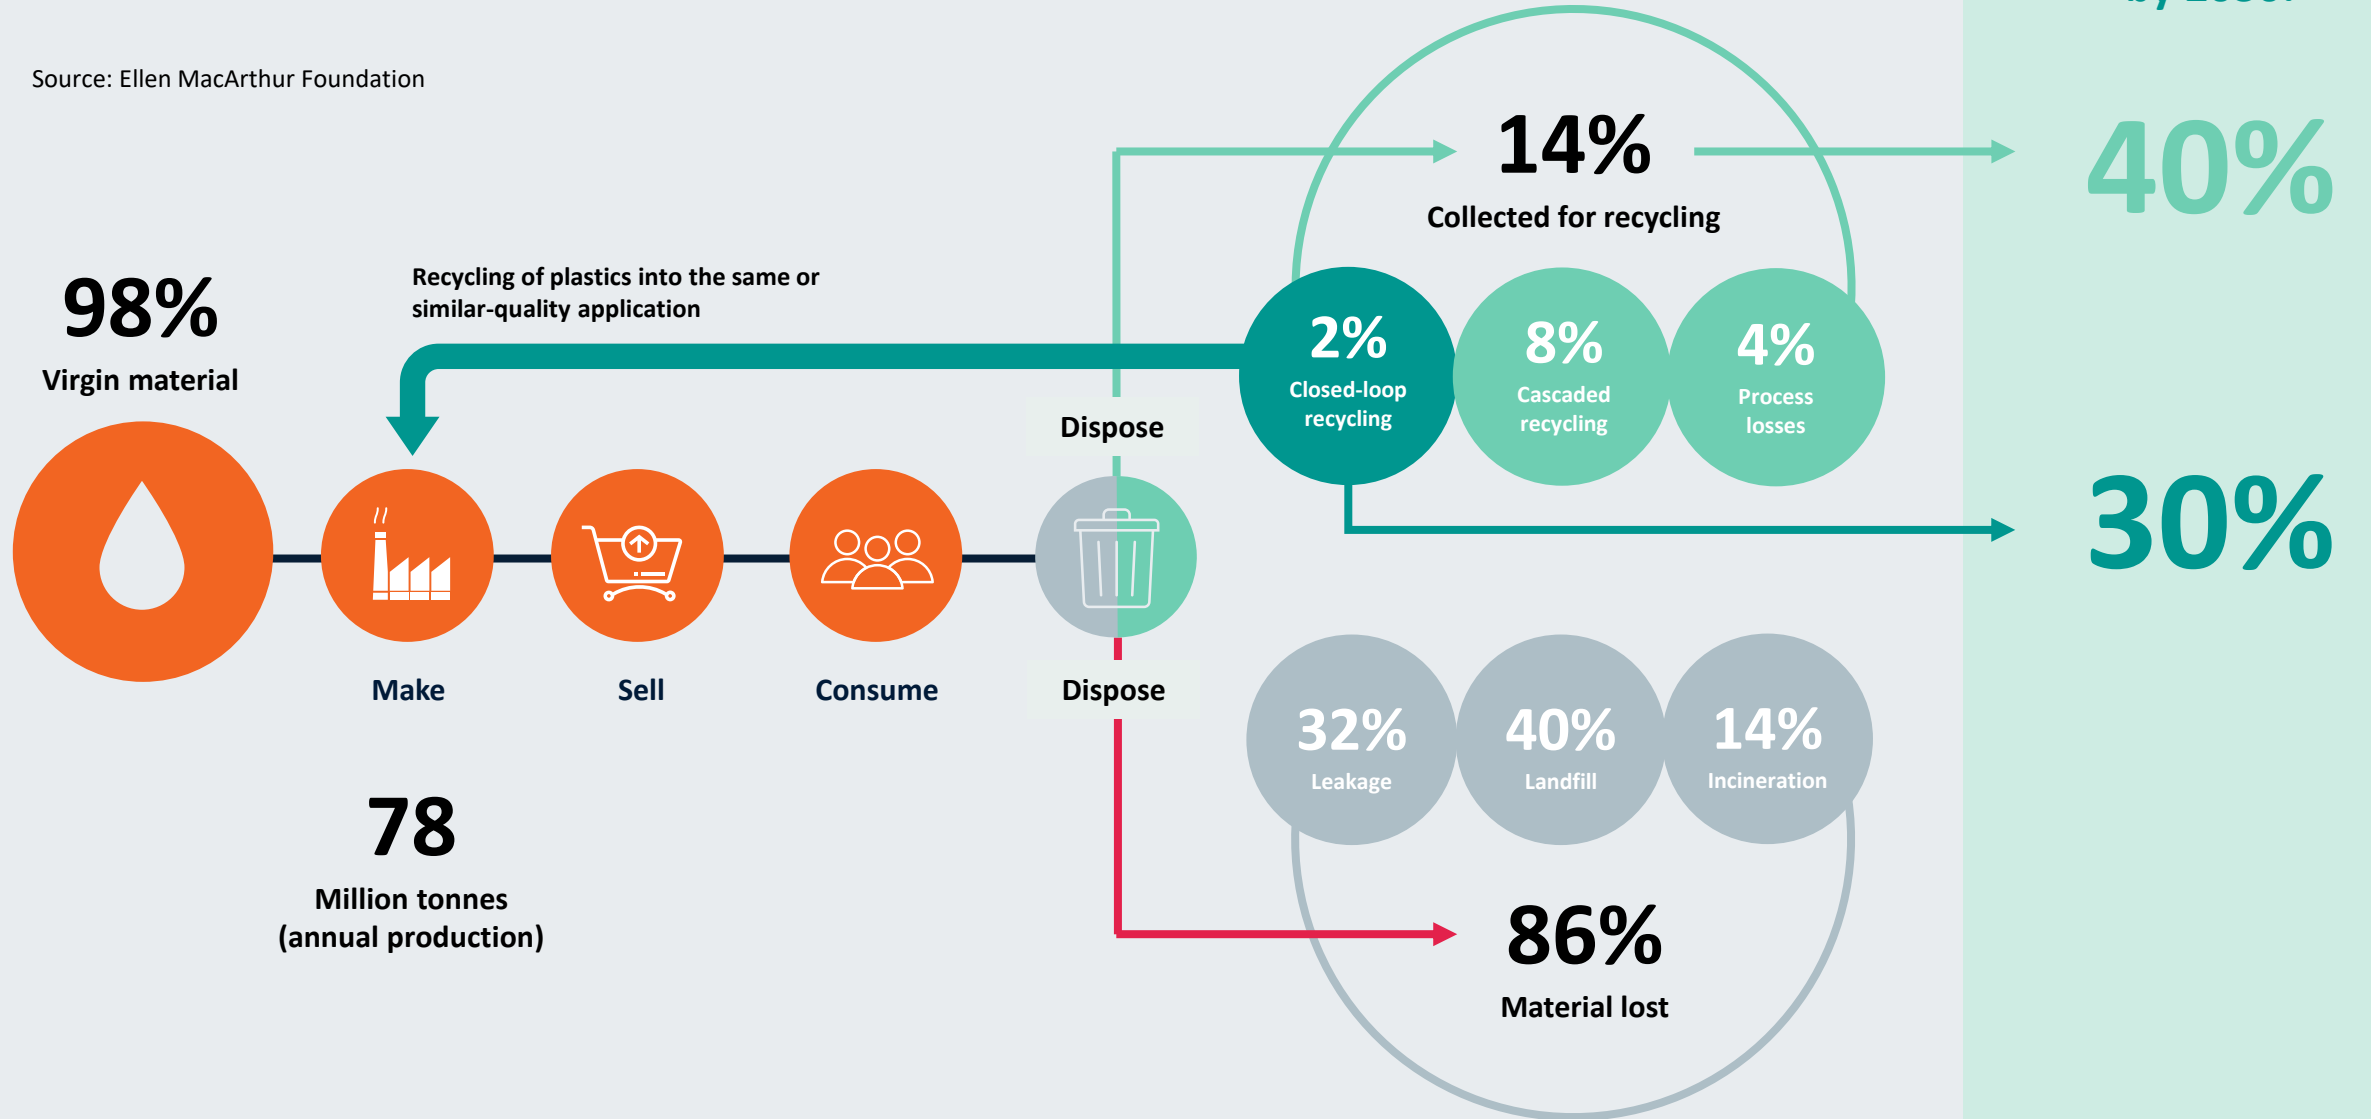 Source: Ellen MacArthur Foundation
14%
Collected for recycling
40%
98%
Virgin material
Recycling of plastics into the same or
similar-quality application
2%
Closed-loop
recycling
8%
Cascaded
recycling
4%
Process
losses
Dispose
30%
Make
Sell
Consume
Dispose
32%
Leakage
40%
Landfill
14%
Incineration
78
Million tonnes
(annual production)
86%
Material lost